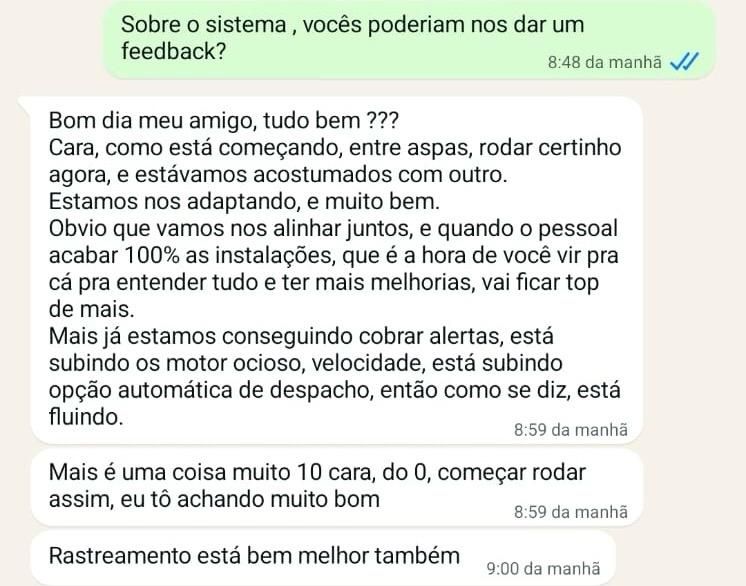 Sobre o sistema , vocês poderiam nos dar um
feedback?
8:48 da manhã
Bom dia meu amigo, tudo bem ???
Cara, como está começando, entre aspas, rodar certinho
agora, e estávamos acostumados com outro.
Estamos nos adaptando, e muito bem.
Obvio que vamos nos alinhar juntos, e quando o pessoal
acabar 100% as instalações, que é a hora de você vir pra
cá pra entender tudo e ter mais melhorias, vai ficar top
de mais.
Mais já estamos conseguindo cobrar alertas, está
subindo os motor ocioso, velocidade, está subindo
opção automática de despacho, então como se diz, está
fluindo.
8:59 da manhã
Mais é uma coisa muito 10 cara, do 0, começar rodar
assim, eu tô achando muito bom
8:59 da manhã
Rastreamento está bem melhor também
9:00 da manhã